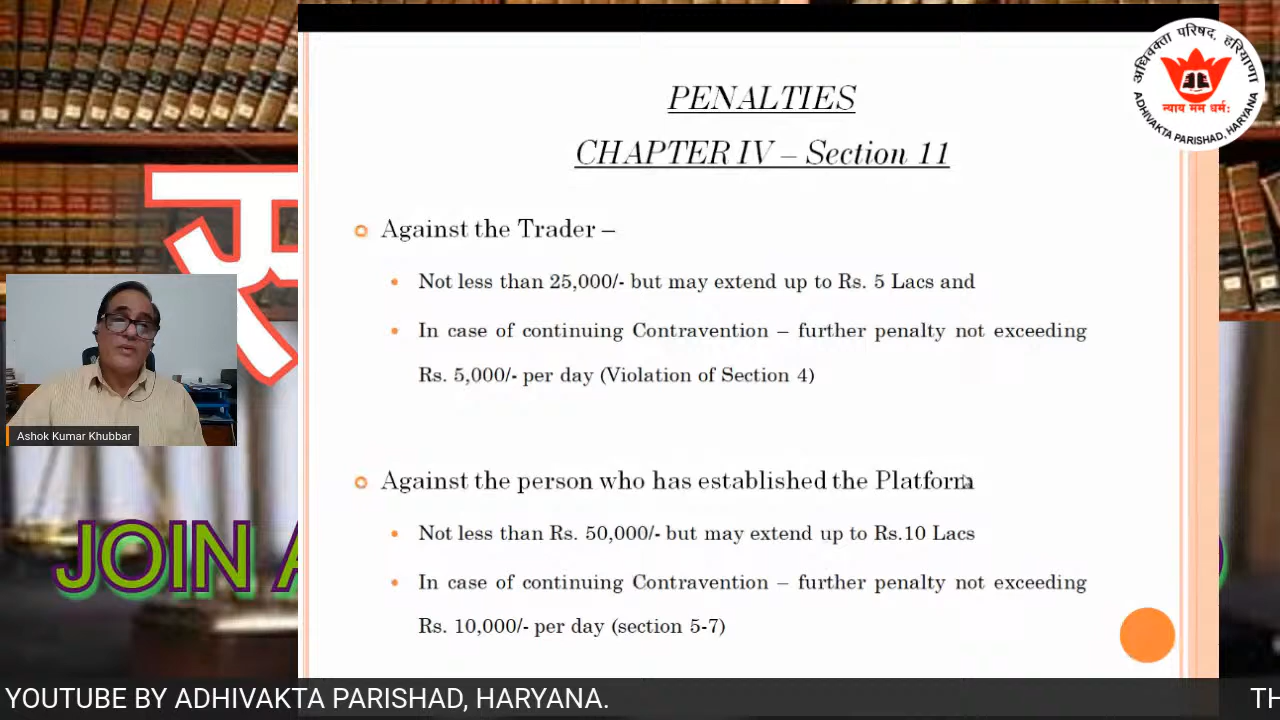 PENALTIES
CHAPTER IV – Section 11
Against the Trader –
Not less than 25,000/- but may extend up to Rs. 5 Lacs and
In case of continuing Contravention – further penalty not exceeding
Rs. 5,000/- per day (Violation of Section 4)
Against the person who has established the Platform
Not less than Rs. 50,000/- but may extend up to Rs.10 Lacs
In case of continuing Contravention – further penalty not exceeding
Rs. 10,000/- per day (section 5-7)
अधिवक्ता परिषद, हरियाणा
न्याय मम धर्मः
ADHIVAKTA PARISHAD, HARYANA
Ashok Kumar Khubbar
JOIN
YOUTUBE BY ADHIVAKTA PARISHAD, HARYANA.
TH